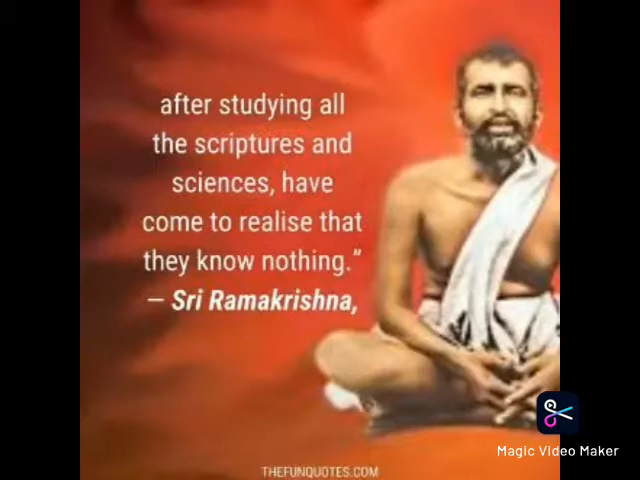 after studying all
the scriptures and
sciences, have
come to realise that
they know nothing.”
— Sri Ramakrishna,
Magic Video Maker
THEFUNQUOTES.COM